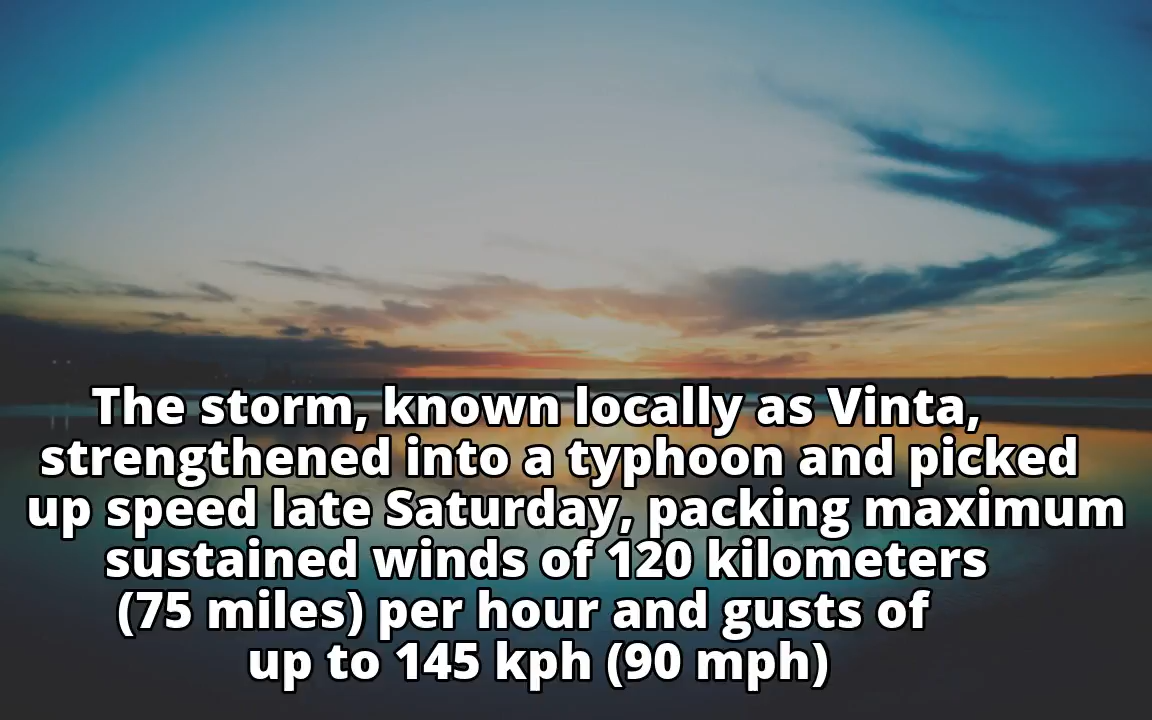 The storm, known locally as Vinta,
strengthened into a typhoon and picked
up speed late Saturday, packing maximum
sustained winds of 120 kilometers
(75 miles) per hour and gusts of
up to 145 kph (90 mph)